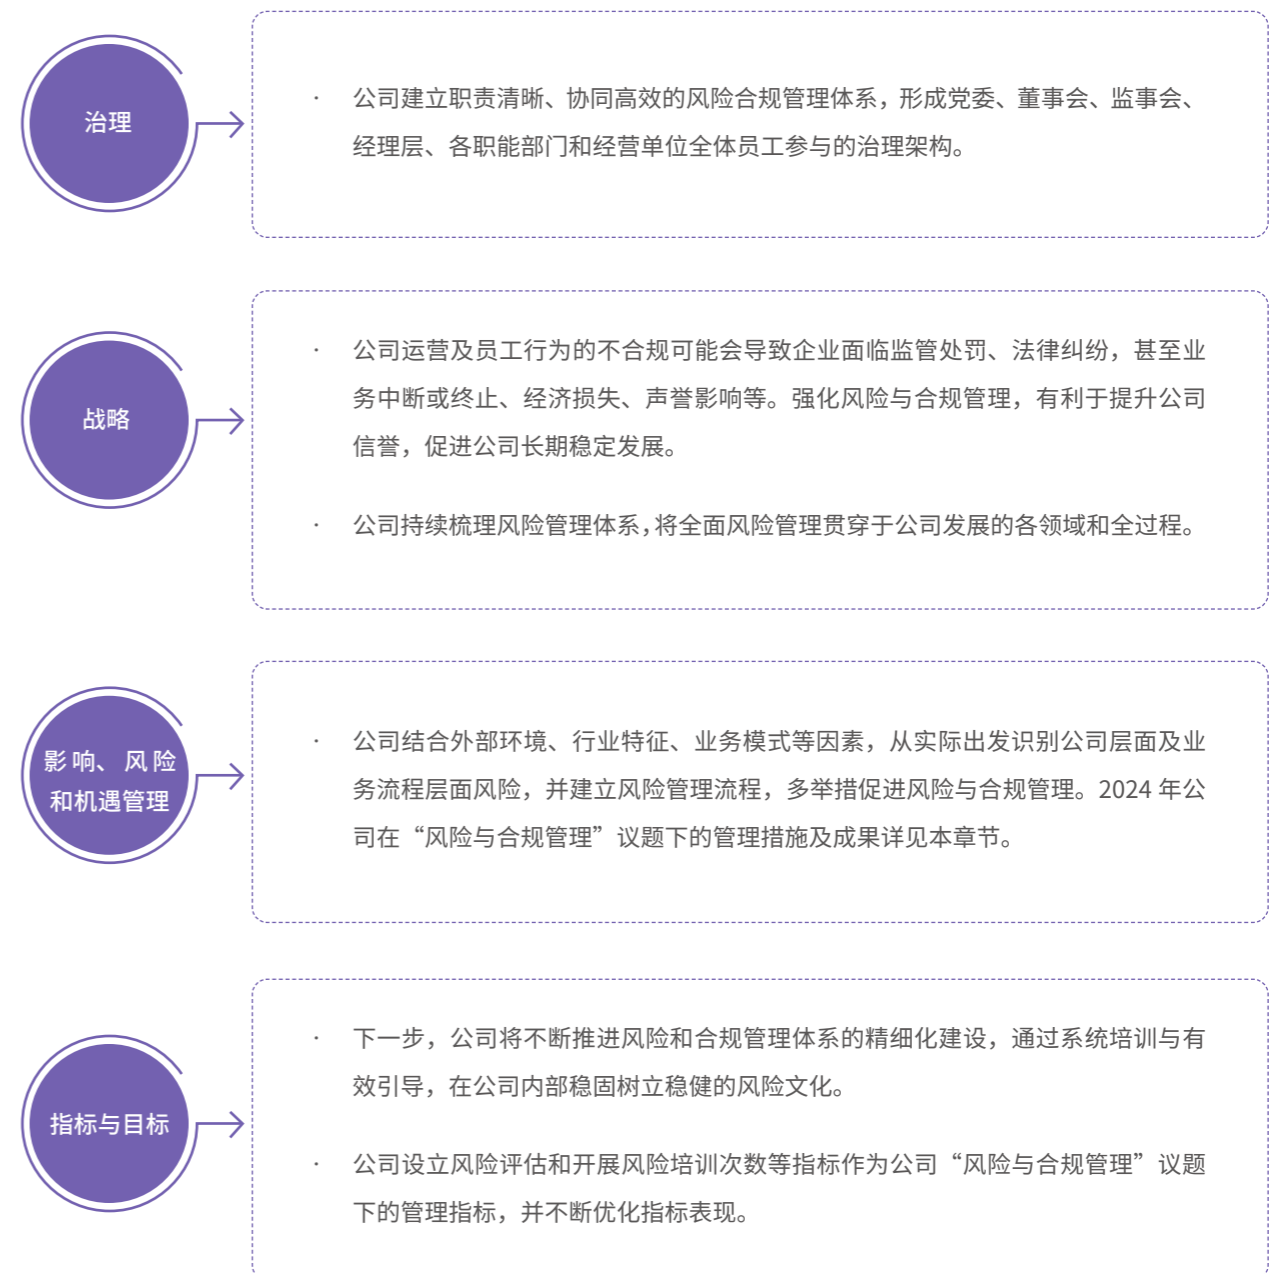 治理
· 公司建立职责清晰、协同高效的风险合规管理体系，形成党委、董事会、监事会、
经理层、各职能部门和经营单位全体员工参与的治理架构。
战略
· 公司运营及员工行为的不合规可能会导致企业面临监管处罚、法律纠纷，甚至业
务中断或终止、经济损失、声誉影响等。强化风险与合规管理，有利于提升公司
信誉，促进公司长期稳定发展。
· 公司持续梳理风险管理体系，将全面风险管理贯穿于公司发展的各领域和全过程。
影响、风险
和机遇管理
· 公司结合外部环境、行业特征、业务模式等因素，从实际出发识别公司层面及业
务流程层面风险，并建立风险管理流程，多举措促进风险与合规管理。2024 年公
司在“风险与合规管理”议题下的管理措施及成果详见本章节。
指标与目标
· 下一步，公司将不断推进风险和合规管理体系的精细化建设，通过系统培训与有
效引导，在公司内部稳固树立稳健的风险文化。
· 公司设立风险评估和开展风险培训次数等指标作为公司“风险与合规管理”议题
下的管理指标，并不断优化指标表现。